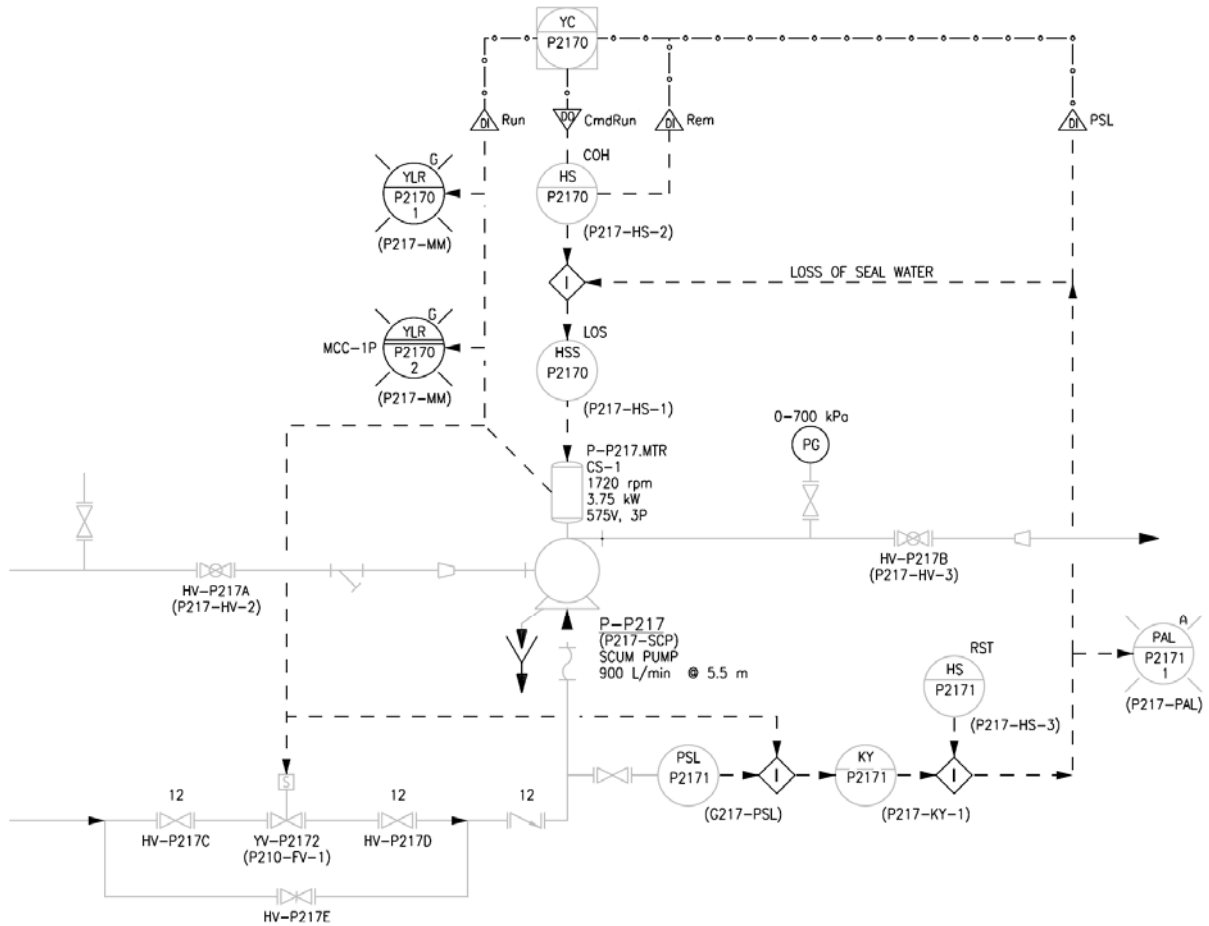 YC
P2170
DI
Run
DO
CmdRun
DI
Rem
DI
PSL
G
YLR
P2170
1
(P217-MM)
COH
HS
P2170
(P217-HS-2)
I
LOSS OF SEAL WATER
G
YLR
MCC-1P
P2170
2
(P217-MM)
LOS
HSS
P2170
(P217-HS-1)
0-700 kPa
PG
P-P217.MTR
CS-1
1720 rpm
3.75 kW
575V, 3P
HV-P217A
(P217-HV-2)
HV-P217B
(P217-HV-3)
P-P217
(P217-SCP)
SCUM PUMP
900 L/min @ 5.5 m
RST
HS
P2171
(P217-HS-3)
A
PAL
P2171
1
(P217-PAL)
PSL
P2171
(G217-PSL)
I
KY
P2171
(P217-KY-1)
I
S
12
HV-P217C
YV-P2172
(P210-FV-1)
12
HV-P217D
12
HV-P217E